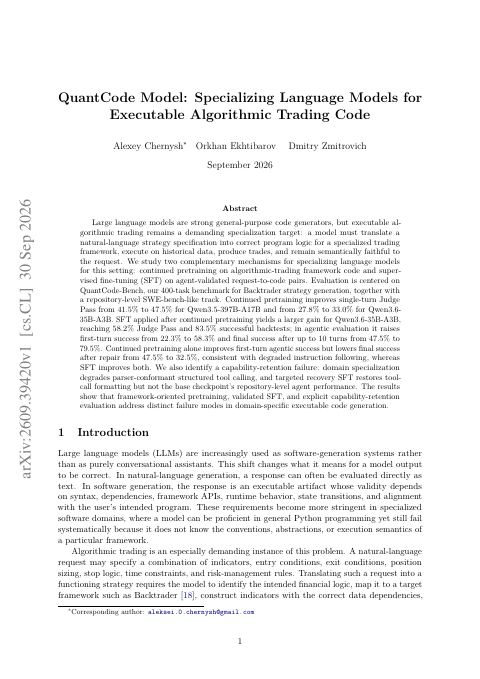 QuantCode Model: Specializing Language Models for
Executable Algorithmic Trading Code
Alexey Chernysh* Orkhan Ekhtibarov Dmitry Zmitrovich
September 2026
arXiv:2609.39420v1 [cs.CL] 30 Sep 2026
Abstract
Large language models are strong general-purpose code generators, but executable al-
gorithmic trading remains a demanding specialization target: a model must translate a
natural-language strategy specification into correct program logic for a specialized trading
framework, execute on historical data, produce trades, and remain semantically faithful to
the request. We study two complementary mechanisms for specializing language models
for this setting: continued pretraining on algorithmic-trading framework code and super-
vised fine-tuning (SFT) on agent-validated request-to-code pairs. Evaluation is centered on
QuantCode-Bench, our 400-task benchmark for Backtrader strategy generation, together with
a repository-level SWE-bench-like track. Continued pretraining improves single-turn Judge
Pass from 41.5% to 47.5% for Qwen3.5-397B-A17B and from 27.8% to 33.0% for Qwen3.6-
35B-A3B. SFT applied after continued pretraining yields a larger gain for Qwen3.6-35B-A3B,
reaching 58.2% Judge Pass and 83.5% successful backtests; in agentic evaluation it raises
first-turn success from 22.3% to 58.3% and final success after up to 10 turns from 47.5% to
79.5%. Continued pretraining alone improves first-turn agentic success but lowers final success
after repair from 47.5% to 32.5%, consistent with degraded instruction following, whereas
SFT improves both. We also identify a capability-retention failure: domain specialization
degrades parser-conformant structured tool calling, and targeted recovery SFT restores tool-
call formatting but not the base checkpoint's repository-level agent performance. The results
show that framework-oriented pretraining, validated SFT, and explicit capability-retention
evaluation address distinct failure modes in domain-specific executable code generation.
1 Introduction
Large language models (LLMs) are increasingly used as software-generation systems rather
than as purely conversational assistants. This shift changes what it means for a model output
to be correct. In natural-language generation, a response can often be evaluated directly as
text. In software generation, the response is an executable artifact whose validity depends
on syntax, dependencies, framework APIs, runtime behavior, state transitions, and alignment
with the user's intended program. These requirements become more stringent in specialized
software domains, where a model can be proficient in general Python programming yet still fail
systematically because it does not know the conventions, abstractions, or execution semantics of
a particular framework.
Algorithmic trading is an especially demanding instance of this problem. A natural-language
request may specify a combination of indicators, entry conditions, exit conditions, position
sizing, stop logic, time constraints, and risk-management rules. Translating such a request into a
functioning strategy requires the model to identify the intended financial logic, map it to a target
framework such as Backtrader [18], construct indicators with the correct data dependencies,
*Corresponding author: aleksei.0.chernysh@gmail.com
1